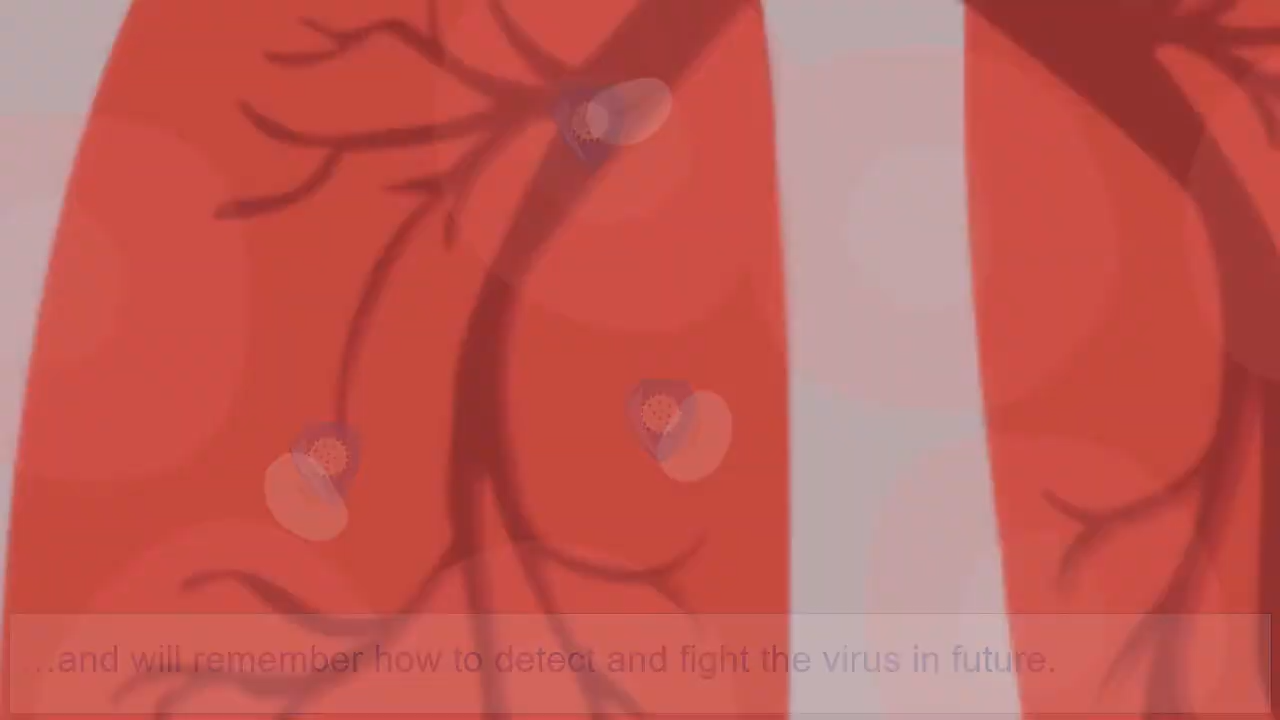 ...and will remember how to detect and fight the virus in future.